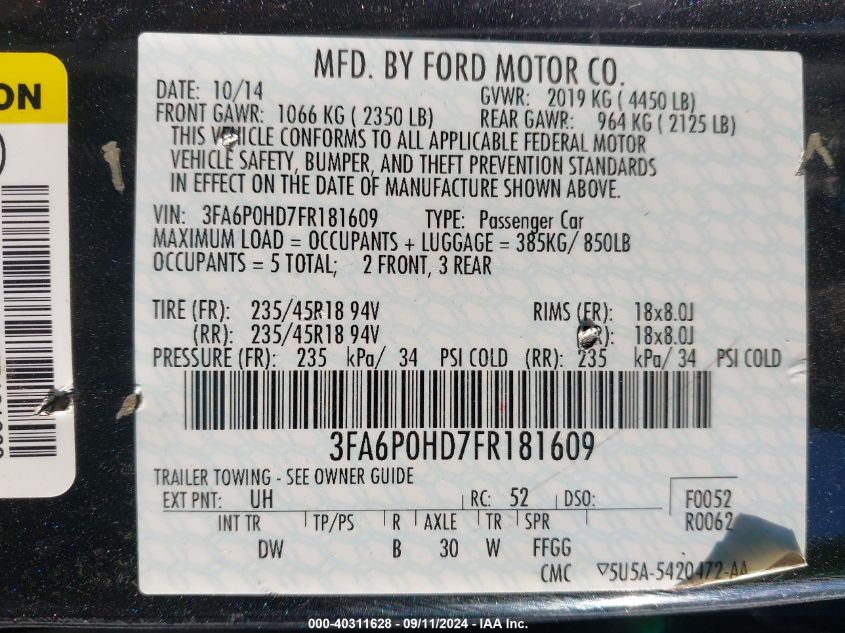 ON
MFD. BY FORD MOTOR CO.
DATE: 10/14 GVWR: 2019 KG ( 4450 LB)
FRONT GAWR: 1066 KG ( 2350 LB) REAR GAWR: 964 KG ( 2125 LB)
THIS VEHICLE CONFORMS TO ALL APPLICABLE FEDERAL MOTOR
VEHICLE SAFETY, BUMPER, AND THEFT PREVENTION STANDARDS
IN EFFECT ON THE DATE OF MANUFACTURE SHOWN ABOVE.
VIN: 3FA6P0HD7FR181609 TYPE: Passenger Car
MAXIMUM LOAD = OCCUPANTS + LUGGAGE = 385KG/ 850LB
OCCUPANTS = 5 TOTAL; 2 FRONT, 3 REAR
TIRE (FR): 235/45R18 94V RIMS (FR): 18x8.0J
(RR): 235/45R18 94V R): 18x8.0J
PRESSURE (FR): 235 kPa/ 34 PSI COLD (RR): 235 kPa/ 34 PSI COLD
3FA6P0HD7FR181609
TRAILER TOWING - SEE OWNER GUIDE
EXT PNT: UH RC: 52 DSO: F0052
INT TR TP/PS R AXLE TR SPR R0062
DW B 30 W FFGG
CMC ▽5U5A-5420472-AA
000-40311628 - 09/11/2024 - IAA Inc.